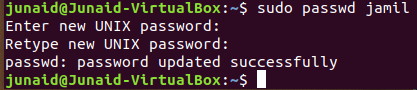 junaid@Junaid-VirtualBox:~$ sudo passwd jamil
Enter new UNIX password:
Retype new UNIX password:
passwd: password updated successfully
junaid@Junaid-VirtualBox:~$